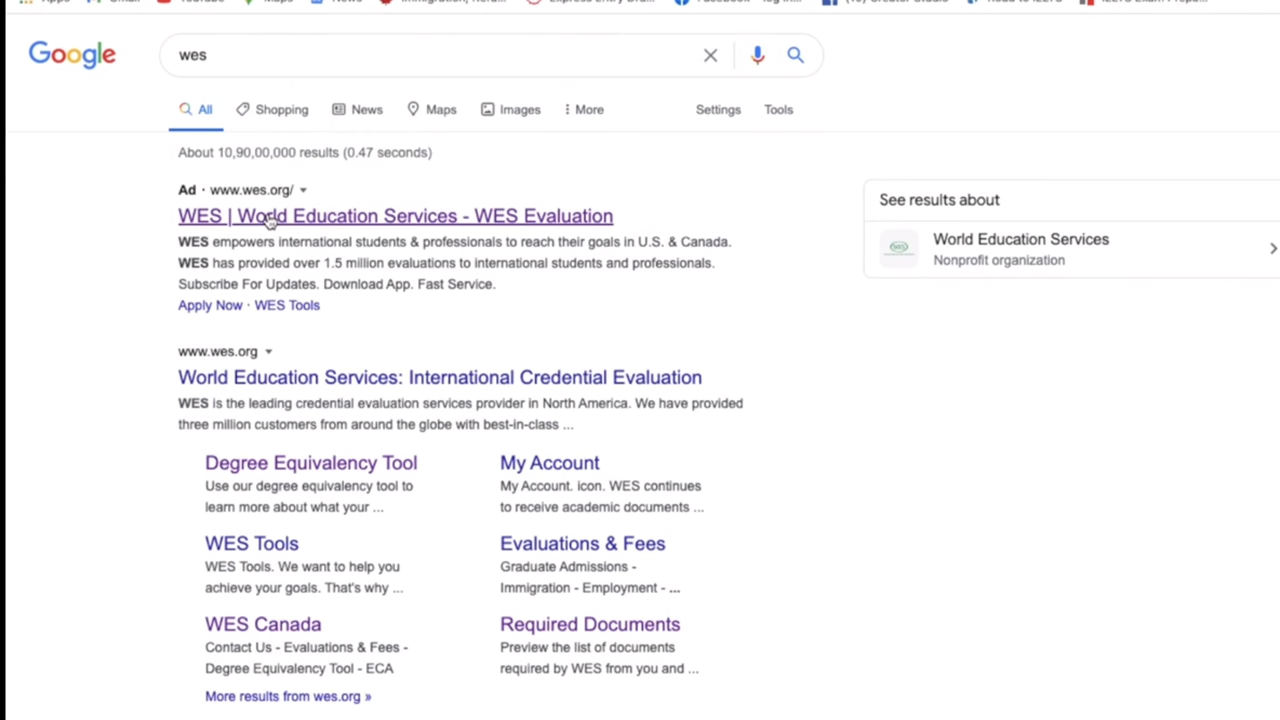 Google
wes
All Shopping News Maps Images More Settings Tools
About 10,90,00,000 results (0.47 seconds)
Ad · www.wes.org/
WES | World Education Services - WES Evaluation
WES empowers international students & professionals to reach their goals in U.S. & Canada.
WES has provided over 1.5 million evaluations to international students and professionals.
Subscribe For Updates. Download App. Fast Service.
Apply Now · WES Tools
See results about
World Education Services
Nonprofit organization
www.wes.org
World Education Services: International Credential Evaluation
WES is the leading credential evaluation services provider in North America. We have provided
three million customers from around the globe with best-in-class ...
Degree Equivalency Tool
Use our degree equivalency tool to
learn more about what your ...
My Account
My Account. icon. WES continues
to receive academic documents ...
WES Tools
WES Tools. We want to help you
achieve your goals. That's why ...
Evaluations & Fees
Graduate Admissions -
Immigration - Employment - ...
WES Canada
Contact Us - Evaluations & Fees -
Degree Equivalency Tool - ECA
Required Documents
Preview the list of documents
required by WES from you and ...
More results from wes.org »